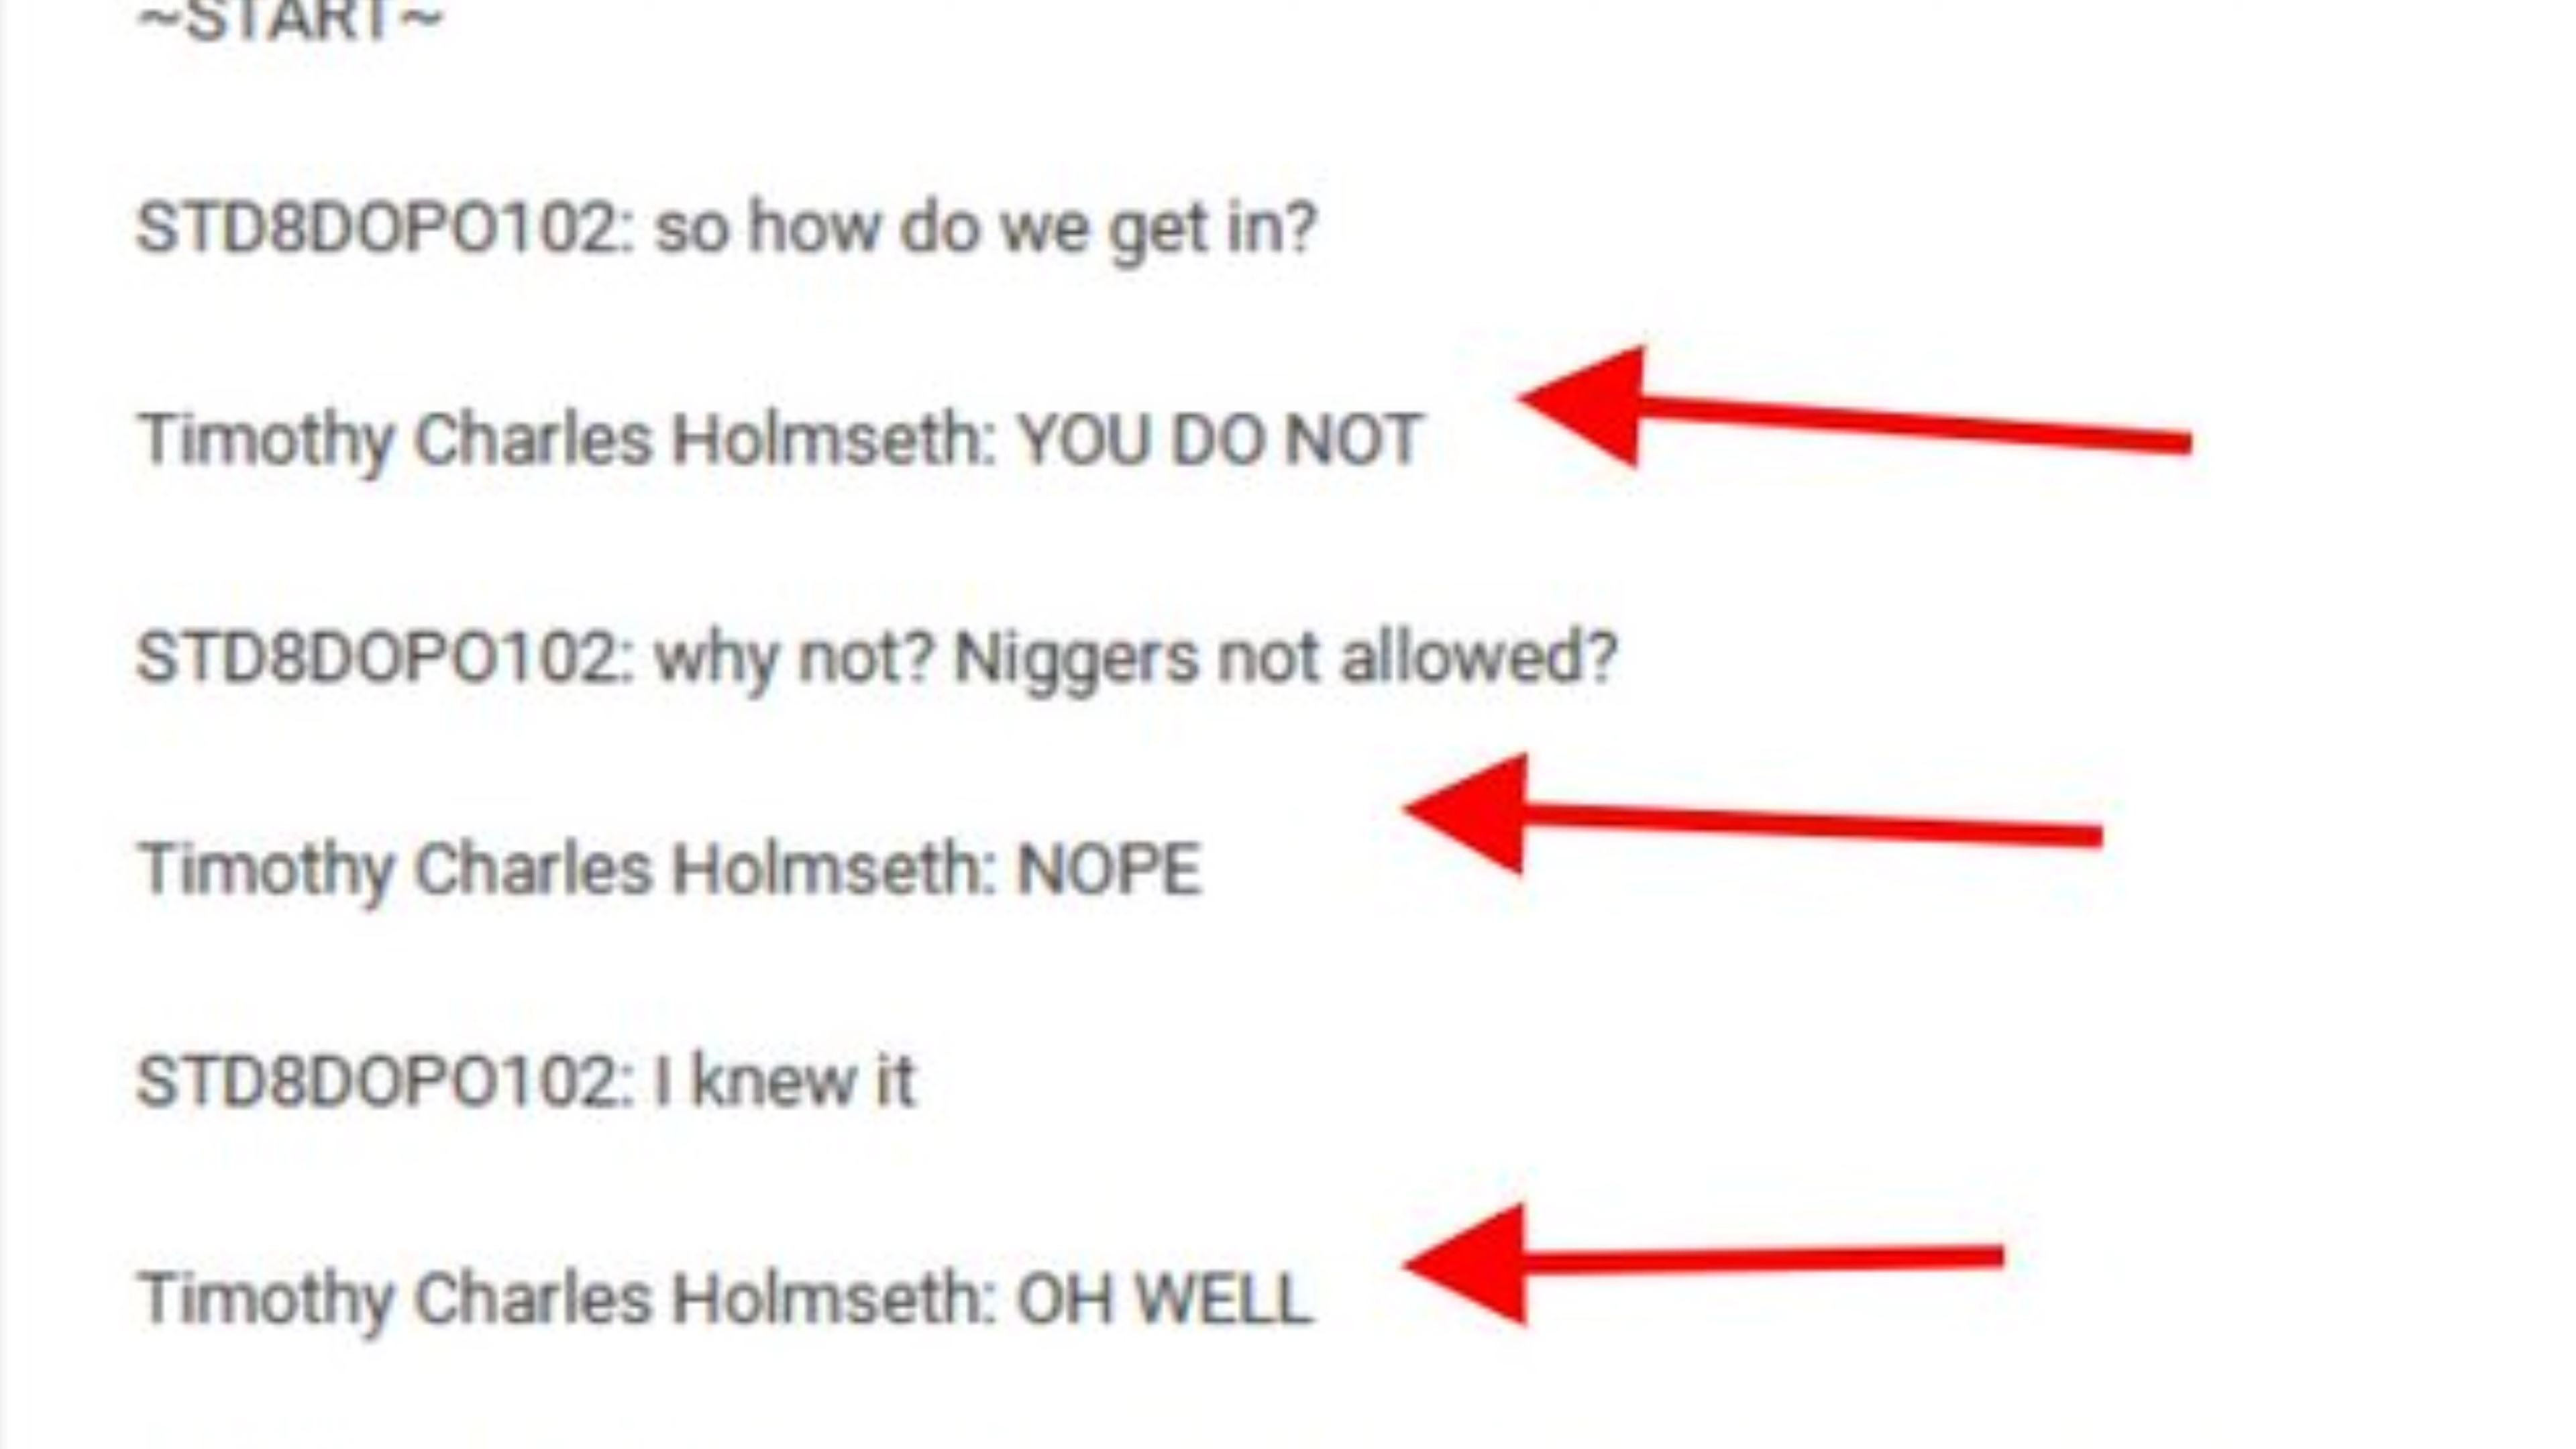 ~START~
STD8DOPO102: so how do we get in?
Timothy Charles Holmseth: YOU DO NOT
STD8DOPO102: why not? Niggers not allowed?
Timothy Charles Holmseth: NOPE
STD8DOPO102: I knew it
Timothy Charles Holmseth: OH WELL